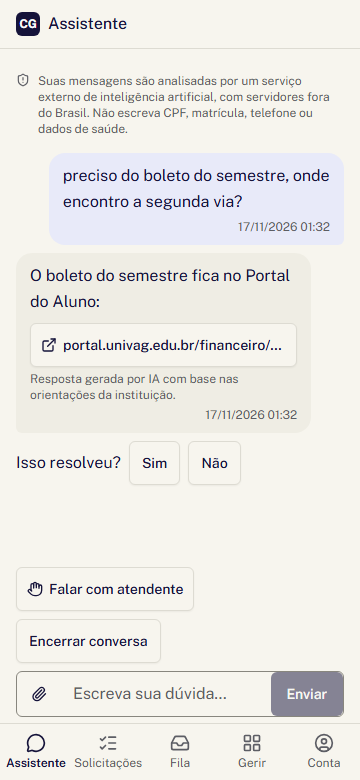 CG Assistente
Suas mensagens são analisadas por um serviço
externo de inteligência artificial, com servidores fora
do Brasil. Não escreva CPF, matrícula, telefone ou
dados de saúde.
preciso do boleto do semestre, onde
encontro a segunda via?
17/11/2026 01:32
O boleto do semestre fica no Portal
do Aluno:
portal.univag.edu.br/financeiro/...
Resposta gerada por IA com base nas
orientações da instituição.
17/11/2026 01:32
Isso resolveu? Sim Não
Falar com atendente
Encerrar conversa
Escreva sua dúvida... Enviar
Assistente Solicitações Fila Gerir Conta